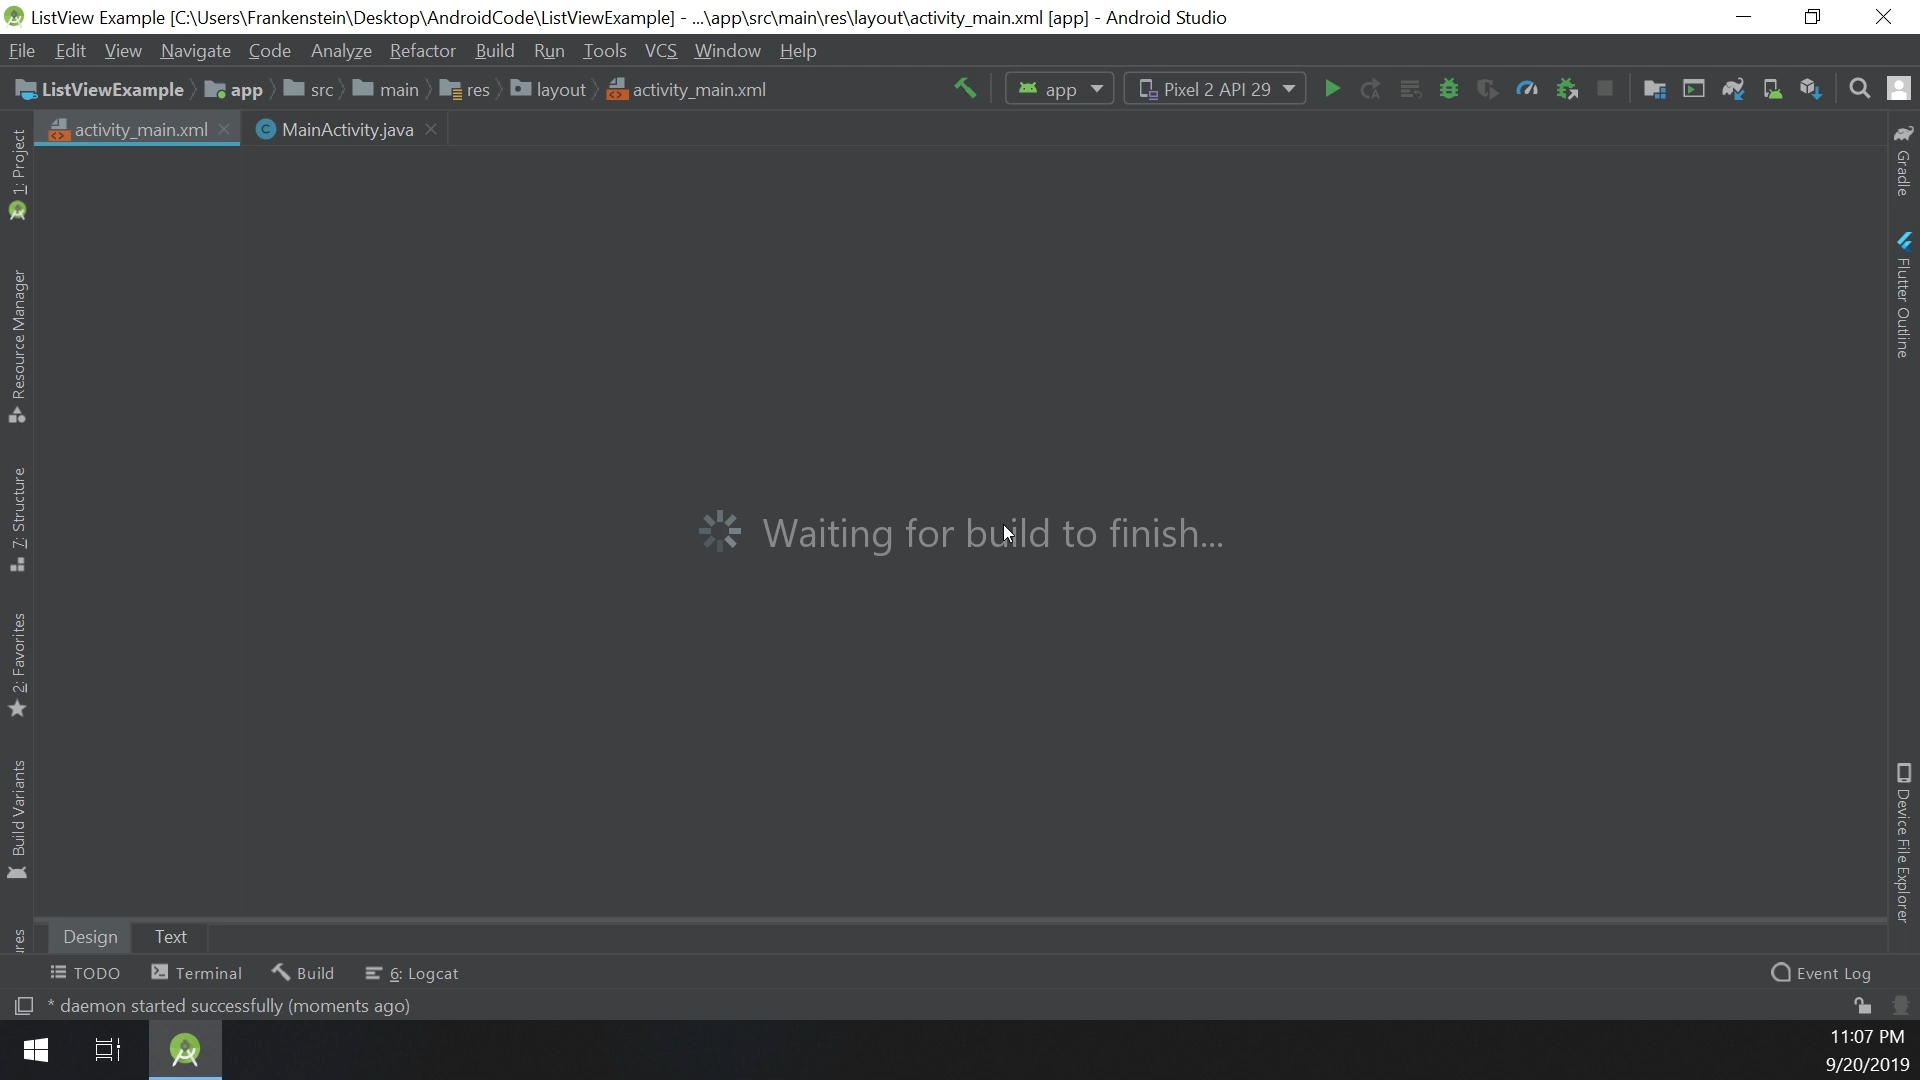 ListView Example [C:\Users\Frankenstein\Desktop\AndroidCode\ListViewExample] - ...\app\src\main\res\layout\activity_main.xml [app] - Android Studio
File Edit View Navigate Code Analyze Refactor Build Run Tools VCS Window Help
ListViewExample app src main res layout activity_main.xml app Pixel 2 API 29
activity_main.xml MainActivity.java
1: Project
Resource Manager
7: Structure
2: Favorites
Build Variants
Gradle
Flutter Outline
Device File Explorer
Waiting for build to finish...
Design Text
TODO Terminal Build 6: Logcat Event Log
* daemon started successfully (moments ago)
11:07 PM
9/20/2019